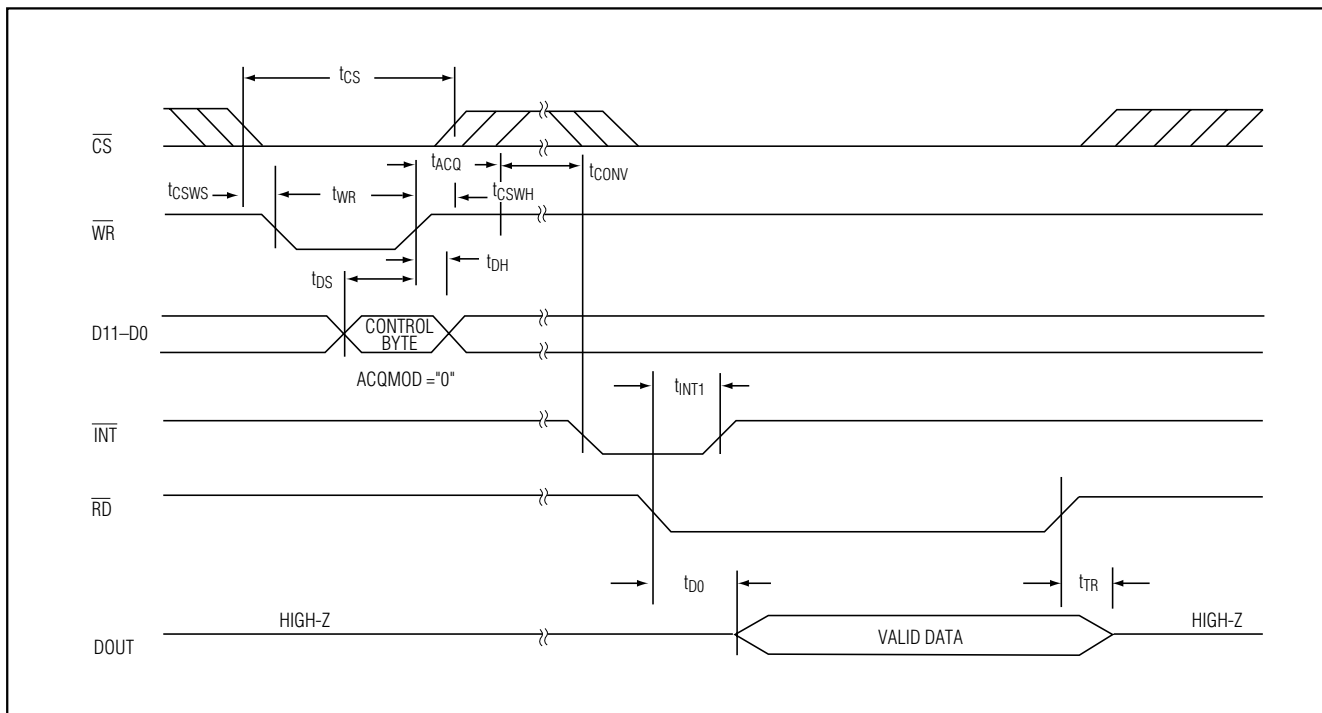 tCS
CS
tACQ
tCONV
tCSWS
tWR
tCSWH
WR
tDS
tDH
D11–D0
CONTROL
BYTE
ACQMOD ="0"
tINT1
INT
RD
tD0
tTR
HIGH-Z
VALID DATA
HIGH-Z
DOUT